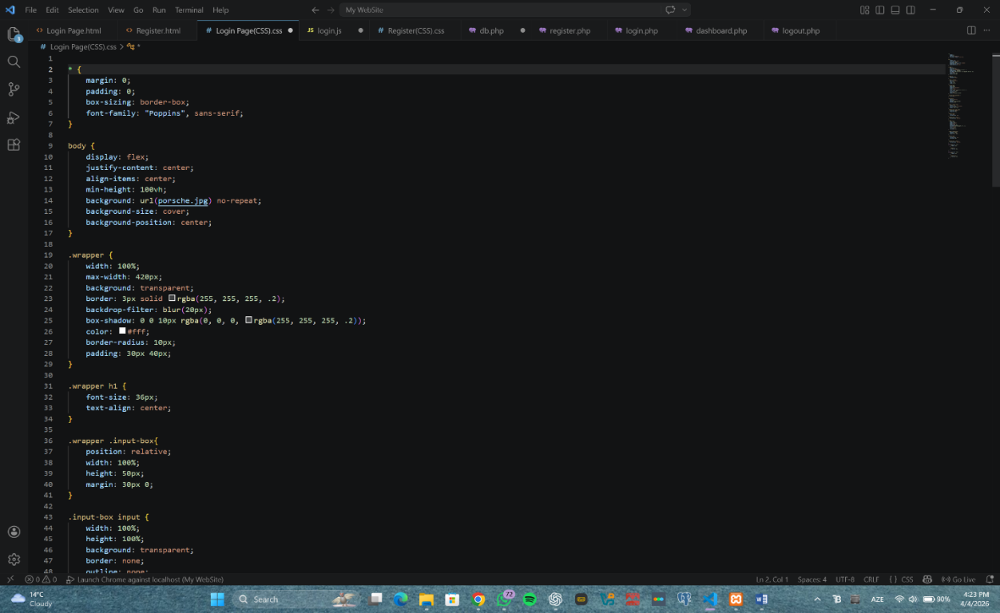 File Edit Selection View Go Run Terminal Help
My WebSite
Login Page.html
Register.html
# Login Page(CSS).css
JS login.js
# Register(CSS).css
db.php
register.php
login.php
dashboard.php
logout.php
# Login Page(CSS).css > *
1
2 * {
3 margin: 0;
4 padding: 0;
5 box-sizing: border-box;
6 font-family: "Poppins", sans-serif;
7 }
8
9 body {
10 display: flex;
11 justify-content: center;
12 align-items: center;
13 min-height: 100vh;
14 background: url(porsche.jpg) no-repeat;
15 background-size: cover;
16 background-position: center;
17 }
18
19 .wrapper {
20 width: 100%;
21 max-width: 420px;
22 background: transparent;
23 border: 3px solid rgba(255, 255, 255, .2);
24 backdrop-filter: blur(20px);
25 box-shadow: 0 0 10px rgba(0, 0, 0, rgba(255, 255, 255, .2));
26 color: #fff;
27 border-radius: 10px;
28 padding: 30px 40px;
29 }
30
31 .wrapper h1 {
32 font-size: 36px;
33 text-align: center;
34 }
35
36 .wrapper .input-box{
37 position: relative;
38 width: 100%;
39 height: 50px;
40 margin: 30px 0;
41 }
42
43 .input-box input {
44 width: 100%;
45 height: 100%;
46 background: transparent;
47 border: none;
48 outline: none;
3
0 0 Launch Chrome against localhost (My WebSite)
Ln 2, Col 1 Spaces: 4 UTF-8 CRLF { } CSS Go Live
14°C
Cloudy
Search
72
AZE
90%
4:23 PM
4/4/2026